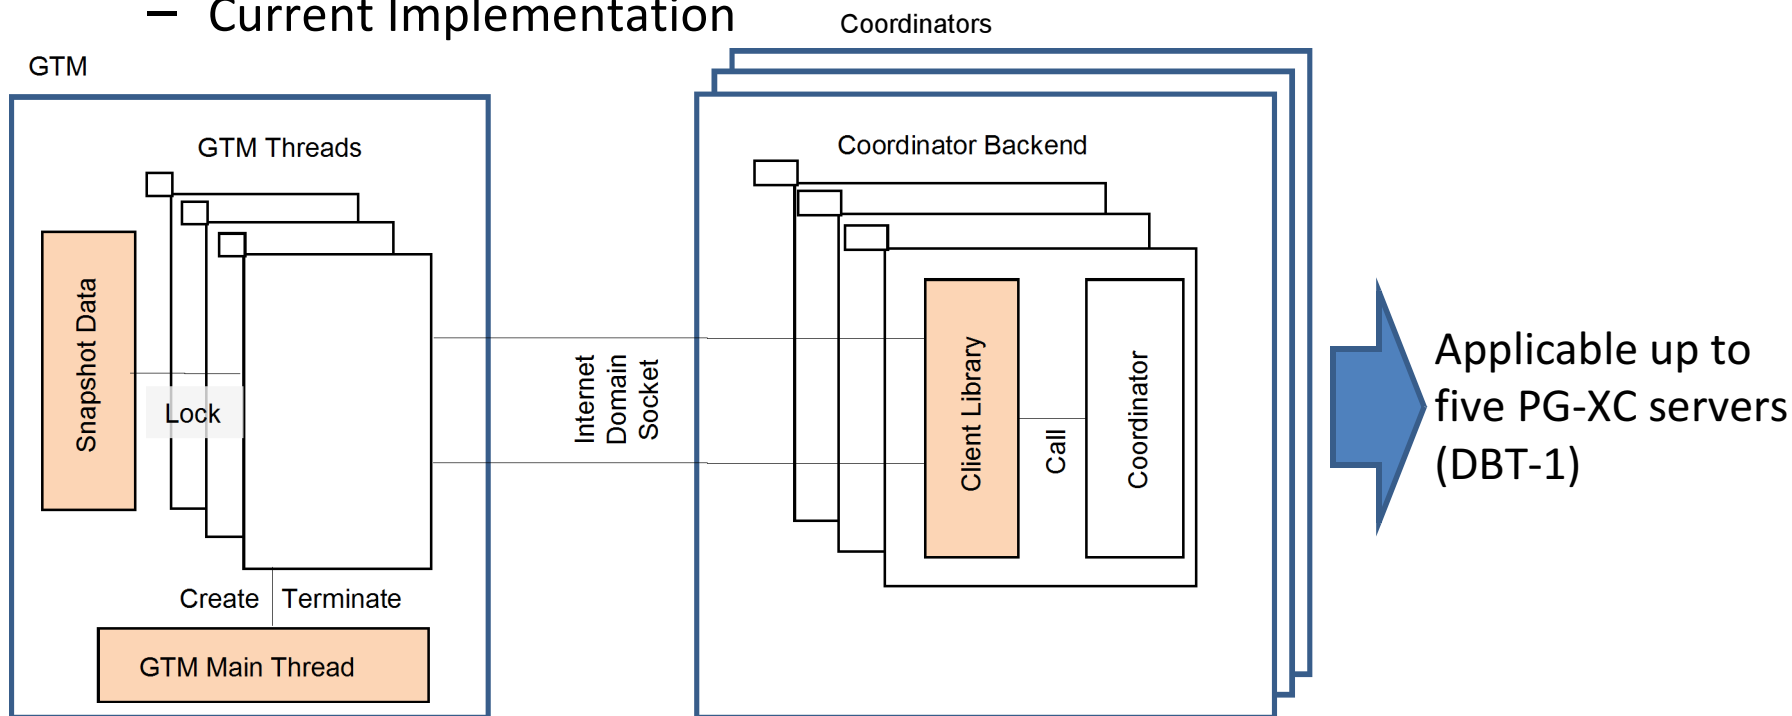 – Current Implementation
Coordinators
GTM
GTM Threads
Coordinator Backend
Snapshot Data
Lock
Internet
Domain
Socket
Client Library
Call
Coordinator
Applicable up to
five PG-XC servers
(DBT-1)
Create Terminate
GTM Main Thread